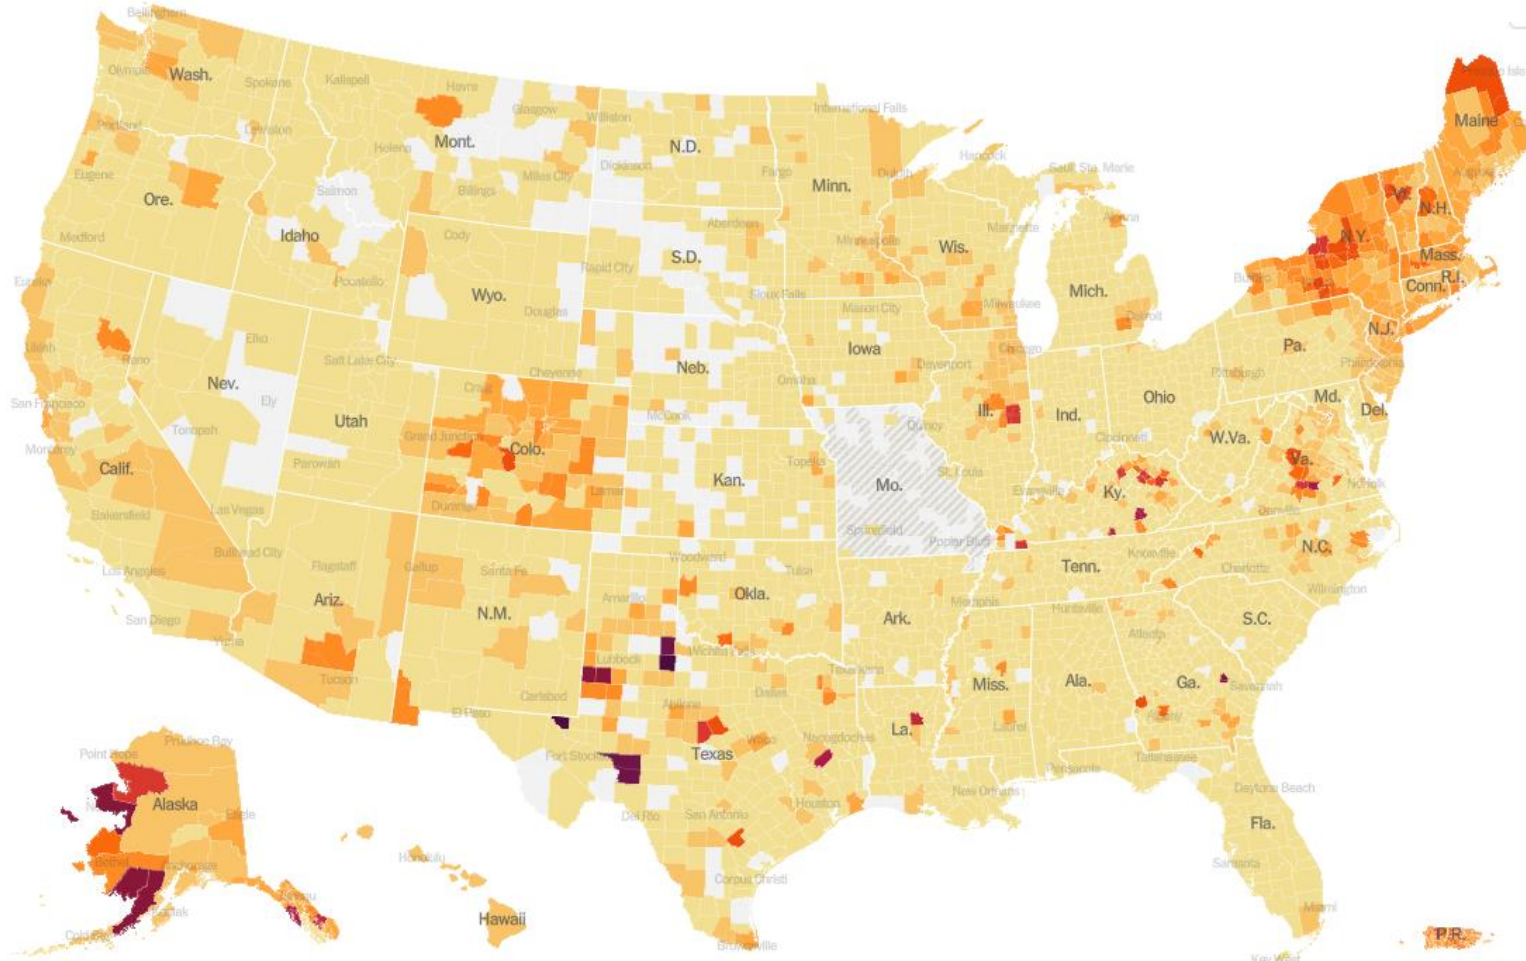 Bellingham
Olympia
Wash.
Spokane
Kalispell
Havre
Glasgow
Williston
International Falls
Maine
Portland
Lewiston
Helena
Mont.
Miles City
Billings
Dickinson
N.D.
Fargo
Minn.
Duluth
Hancock
Sault Ste. Marie
Eugene
Ore.
Salmon
Idaho
Medford
Pocatello
Cody
Wyo.
Douglas
Aberdeen
S.D.
Rapid City
Sioux Falls
Minneapolis
Wis.
Marinette
Alpena
Vt.
N.H.
N.Y.
Mass.
R.I.
Conn.
Eureka
Ukiah
Reno
Elko
Nev.
Ely
Tonopah
Salt Lake City
Utah
Parowan
Cheyenne
Craig
Grand Junction
Colo.
Lamar
Durango
Neb.
McCook
Omaha
Mason City
Iowa
Davenport
Milwaukee
Mich.
Detroit
Chicago
Pa.
N.J.
Philadelphia
Pittsburgh
Ohio
Md.
Del.
San Francisco
Monterey
Calif.
Bakersfield
Las Vegas
Bullhead City
Los Angeles
San Diego
Yuma
Flagstaff
Ariz.
Tucson
Gallup
Santa Fe
N.M.
Carlsbad
El Paso
Kan.
Topeka
Mo.
Quincy
Ill.
Ind.
St. Louis
Springfield
Poplar Bluff
Cincinnati
Evansville
Ky.
W.Va.
Va.
Norfolk
Danville
Woodward
Tulsa
Okla.
Amarillo
Lubbock
Wichita Falls
Abilene
Dallas
Texarkana
Ark.
Memphis
Tenn.
Knoxville
N.C.
Charlotte
Wilmington
Huntsville
Atlanta
S.C.
Miss.
Ala.
Ga.
Savannah
Albany
Laurel
La.
Nacogdoches
Waco
Texas
Fort Stockton
Del Rio
San Antonio
Houston
New Orleans
Pensacola
Tallahassee
Daytona Beach
Fla.
Sarasota
Miami
Key West
Corpus Christi
Brownsville
Prudhoe Bay
Point Hope
Alaska
Eagle
Bethel
Anchorage
Kodiak
Juneau
Honolulu
Hawaii
P.R.